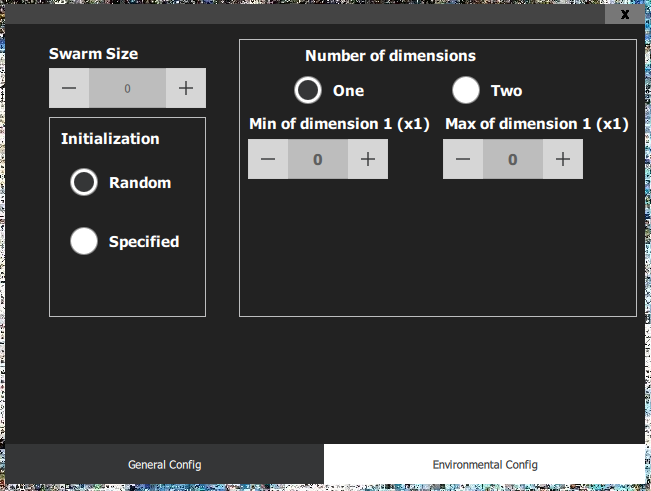 x
Swarm Size
− 0 +
Initialization
Random
Specified
Number of dimensions
One Two
Min of dimension 1 (x1) Max of dimension 1 (x1)
− 0 + − 0 +
General Config Environmental Config